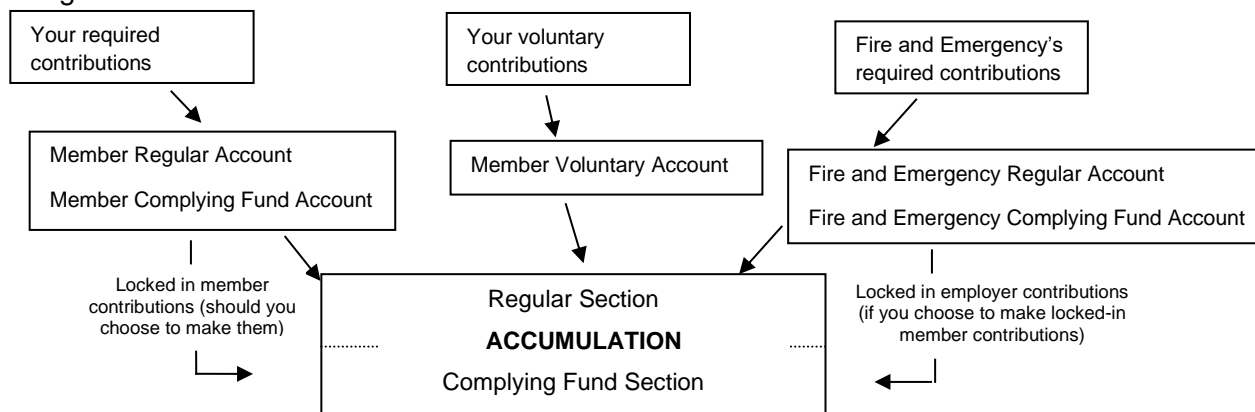 Your required
contributions
Your voluntary
contributions
Fire and Emergency’s
required contributions
Member Regular Account
Member Complying Fund Account
Member Voluntary Account
Fire and Emergency Regular Account
Fire and Emergency Complying Fund Account
Locked in member
contributions (should you
choose to make them)
Regular Section
ACCUMULATION
Complying Fund Section
Locked in employer contributions
(if you choose to make locked-in
member contributions)